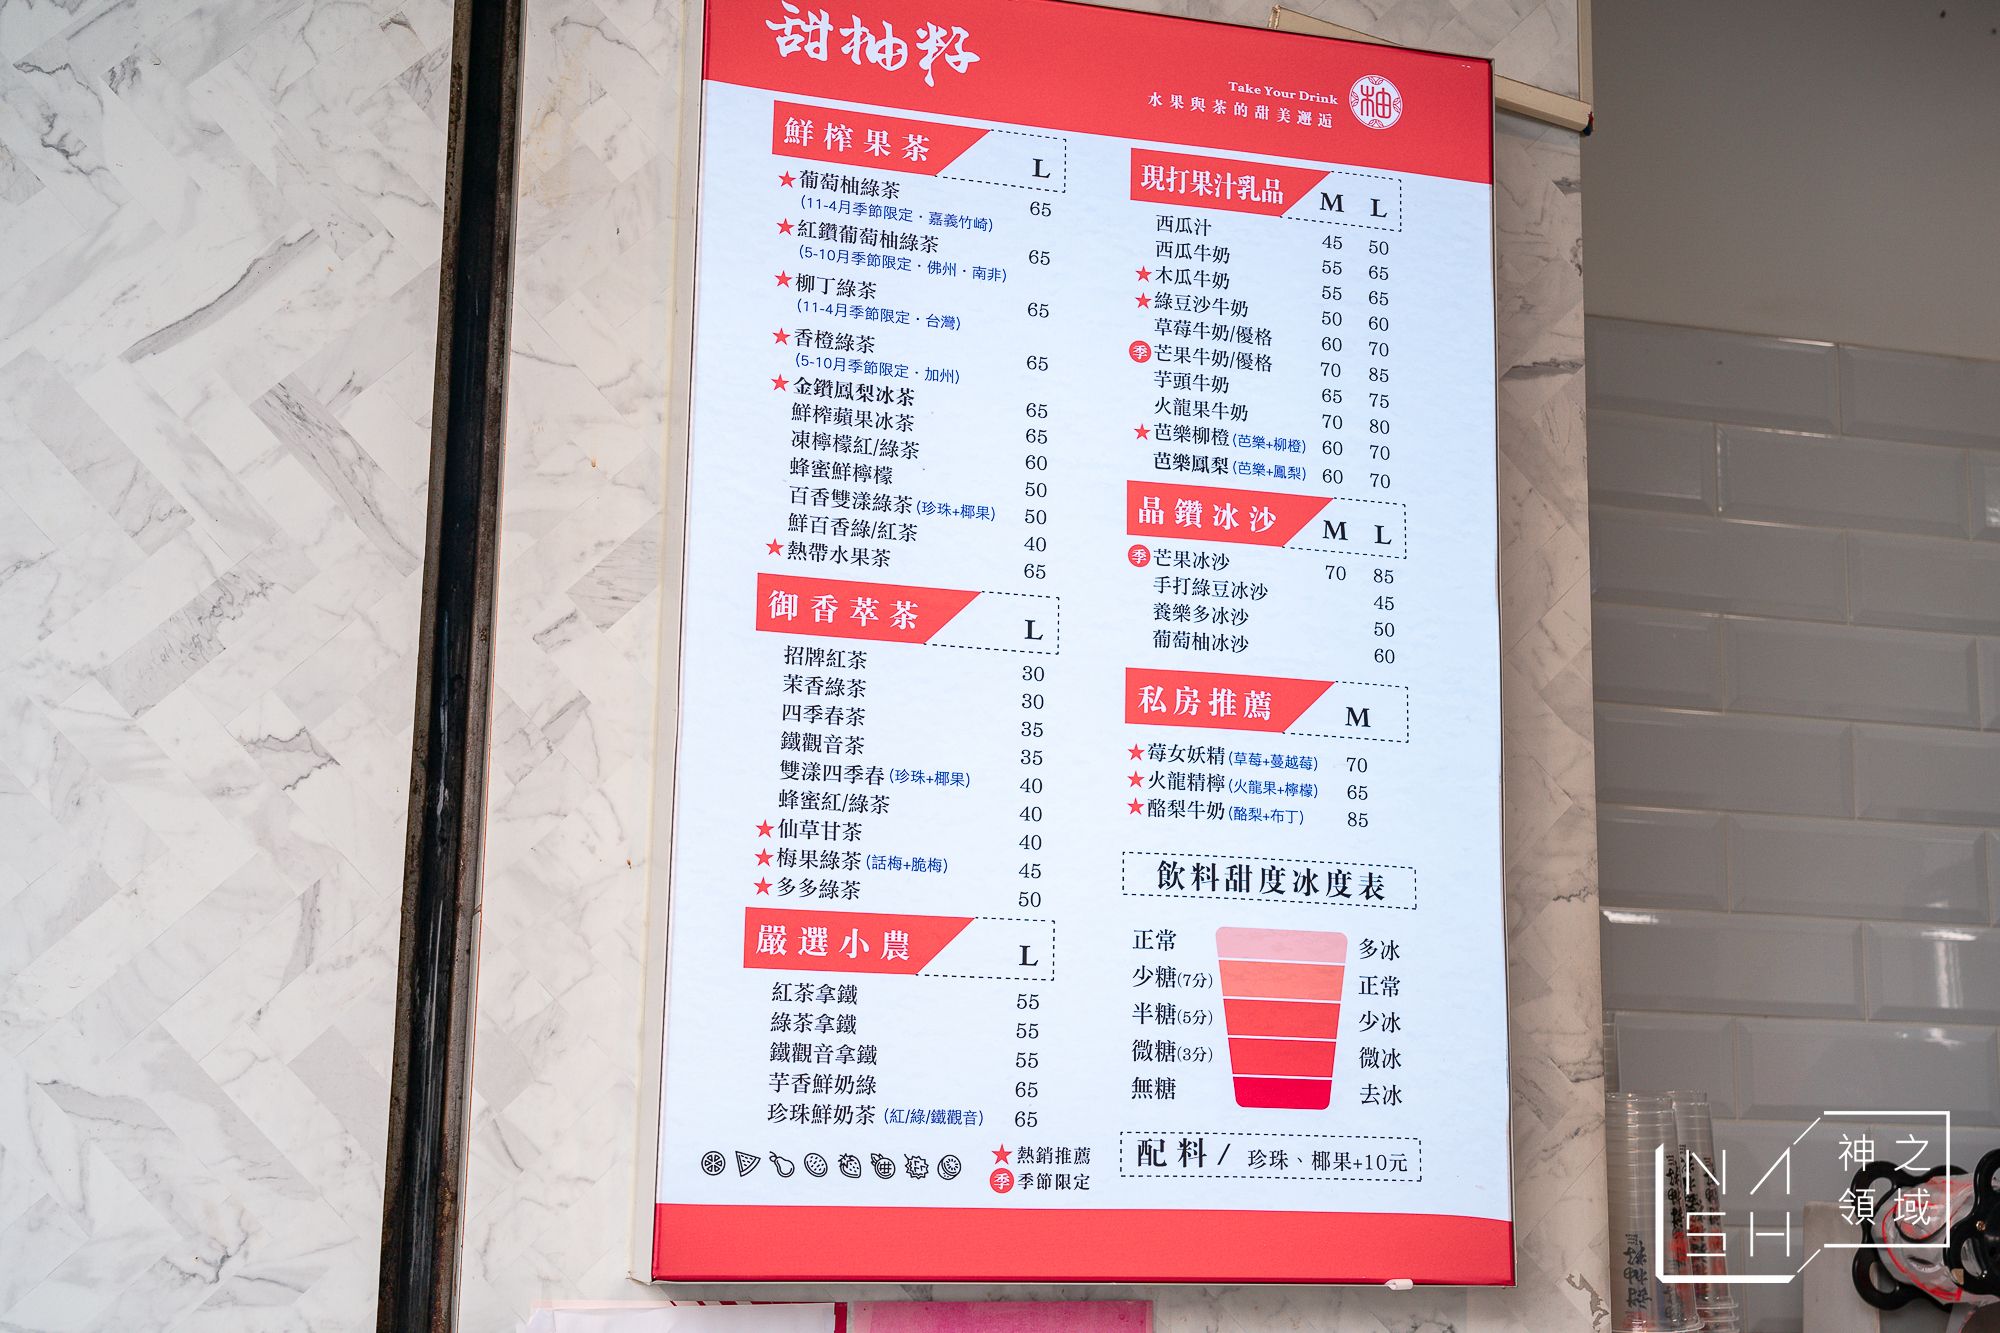 甜柚籽
Take Your Drink
水果與茶的甜美邂逅
柚
鮮榨果茶 L
★葡萄柚綠茶 65
(11-4月季節限定・嘉義竹崎)
★紅鑽葡萄柚綠茶 65
(5-10月季節限定・佛州・南非)
★柳丁綠茶 65
(11-4月季節限定・台灣)
★香橙綠茶 65
(5-10月季節限定・加州)
★金鑽鳳梨冰茶 65
鮮榨蘋果冰茶 65
凍檸檬紅/綠茶 60
蜂蜜鮮檸檬 50
百香雙漾綠茶(珍珠+椰果) 50
鮮百香綠/紅茶 40
★熱帶水果茶 65
御香萃茶 L
招牌紅茶 30
茉香綠茶 30
四季春茶 35
鐵觀音茶 35
雙漾四季春(珍珠+椰果) 40
蜂蜜紅/綠茶 40
★仙草甘茶 40
★梅果綠茶(話梅+脆梅) 45
★多多綠茶 50
嚴選小農 L
紅茶拿鐵 55
綠茶拿鐵 55
鐵觀音拿鐵 55
芋香鮮奶綠 65
珍珠鮮奶茶(紅/綠/鐵觀音) 65
★熱銷推薦
季 季節限定
現打果汁乳品 M L
西瓜汁 45 50
西瓜牛奶 55 65
★木瓜牛奶 55 65
★綠豆沙牛奶 50 60
草莓牛奶/優格 60 70
季 芒果牛奶/優格 70 85
芋頭牛奶 65 75
火龍果牛奶 70 80
★芭樂柳橙(芭樂+柳橙) 60 70
芭樂鳳梨(芭樂+鳳梨) 60 70
晶鑽冰沙 M L
季 芒果冰沙 70 85
手打綠豆冰沙 45
養樂多冰沙 50
葡萄柚冰沙 60
私房推薦 M
★莓女妖精(草莓+蔓越莓) 70
★火龍精檸(火龍果+檸檬) 65
★酪梨牛奶(酪梨+布丁) 85
飲料甜度冰度表
正常 多冰
少糖(7分) 正常
半糖(5分) 少冰
微糖(3分) 微冰
無糖 去冰
配料/ 珍珠、椰果+10元
NASH
神之
領域